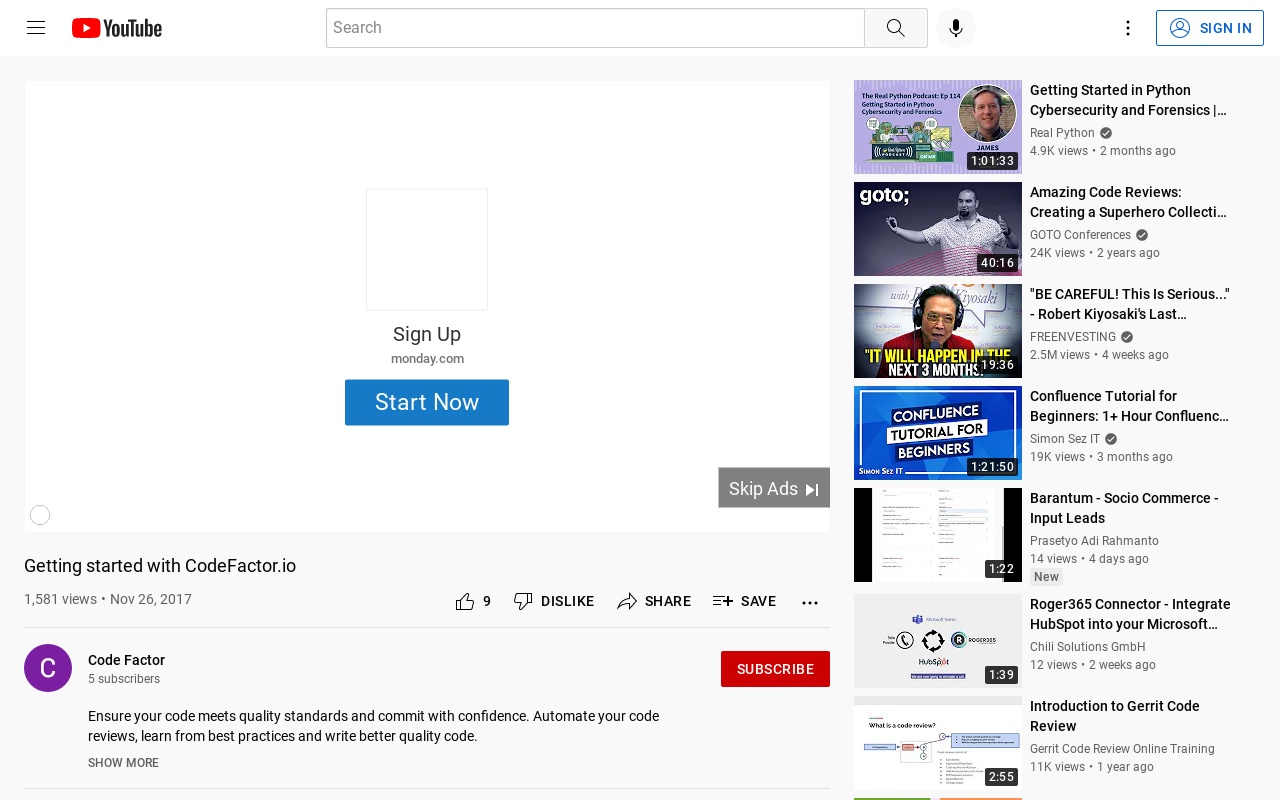 YouTube
Search
SIGN IN
Sign Up
monday.com
Start Now
Skip Ads
Getting started with CodeFactor.io
1,581 views • Nov 26, 2017
9
DISLIKE
SHARE
SAVE
C
Code Factor
5 subscribers
SUBSCRIBE
Ensure your code meets quality standards and commit with confidence. Automate your code
reviews, learn from best practices and write better quality code.
SHOW MORE
The Real Python Podcast: Ep 114
Getting Started in Python
Cybersecurity and Forensics
JAMES
ON AIR
1:01:33
Getting Started in Python
Cybersecurity and Forensics |…
Real Python
4.9K views • 2 months ago
goto;
40:16
Amazing Code Reviews:
Creating a Superhero Collecti…
GOTO Conferences
24K views • 2 years ago
with
Kiyosaki
"IT WILL HAPPEN IN THE
NEXT 3 MONTHS
19:36
"BE CAREFUL! This Is Serious..."
- Robert Kiyosaki's Last…
FREENVESTING
2.5M views • 4 weeks ago
CONFLUENCE
TUTORIAL FOR
BEGINNERS
SIMON SEZ IT
1:21:50
Confluence Tutorial for
Beginners: 1+ Hour Confluenc…
Simon Sez IT
19K views • 3 months ago
1:22
Barantum - Socio Commerce -
Input Leads
Prasetyo Adi Rahmanto
14 views • 4 days ago
New
Microsoft Teams
ROGER365
HubSpot
1:39
Roger365 Connector - Integrate
HubSpot into your Microsoft…
Chili Solutions GmbH
12 views • 2 weeks ago
What is a code review?
2:55
Introduction to Gerrit Code
Review
Gerrit Code Review Online Training
11K views • 1 year ago